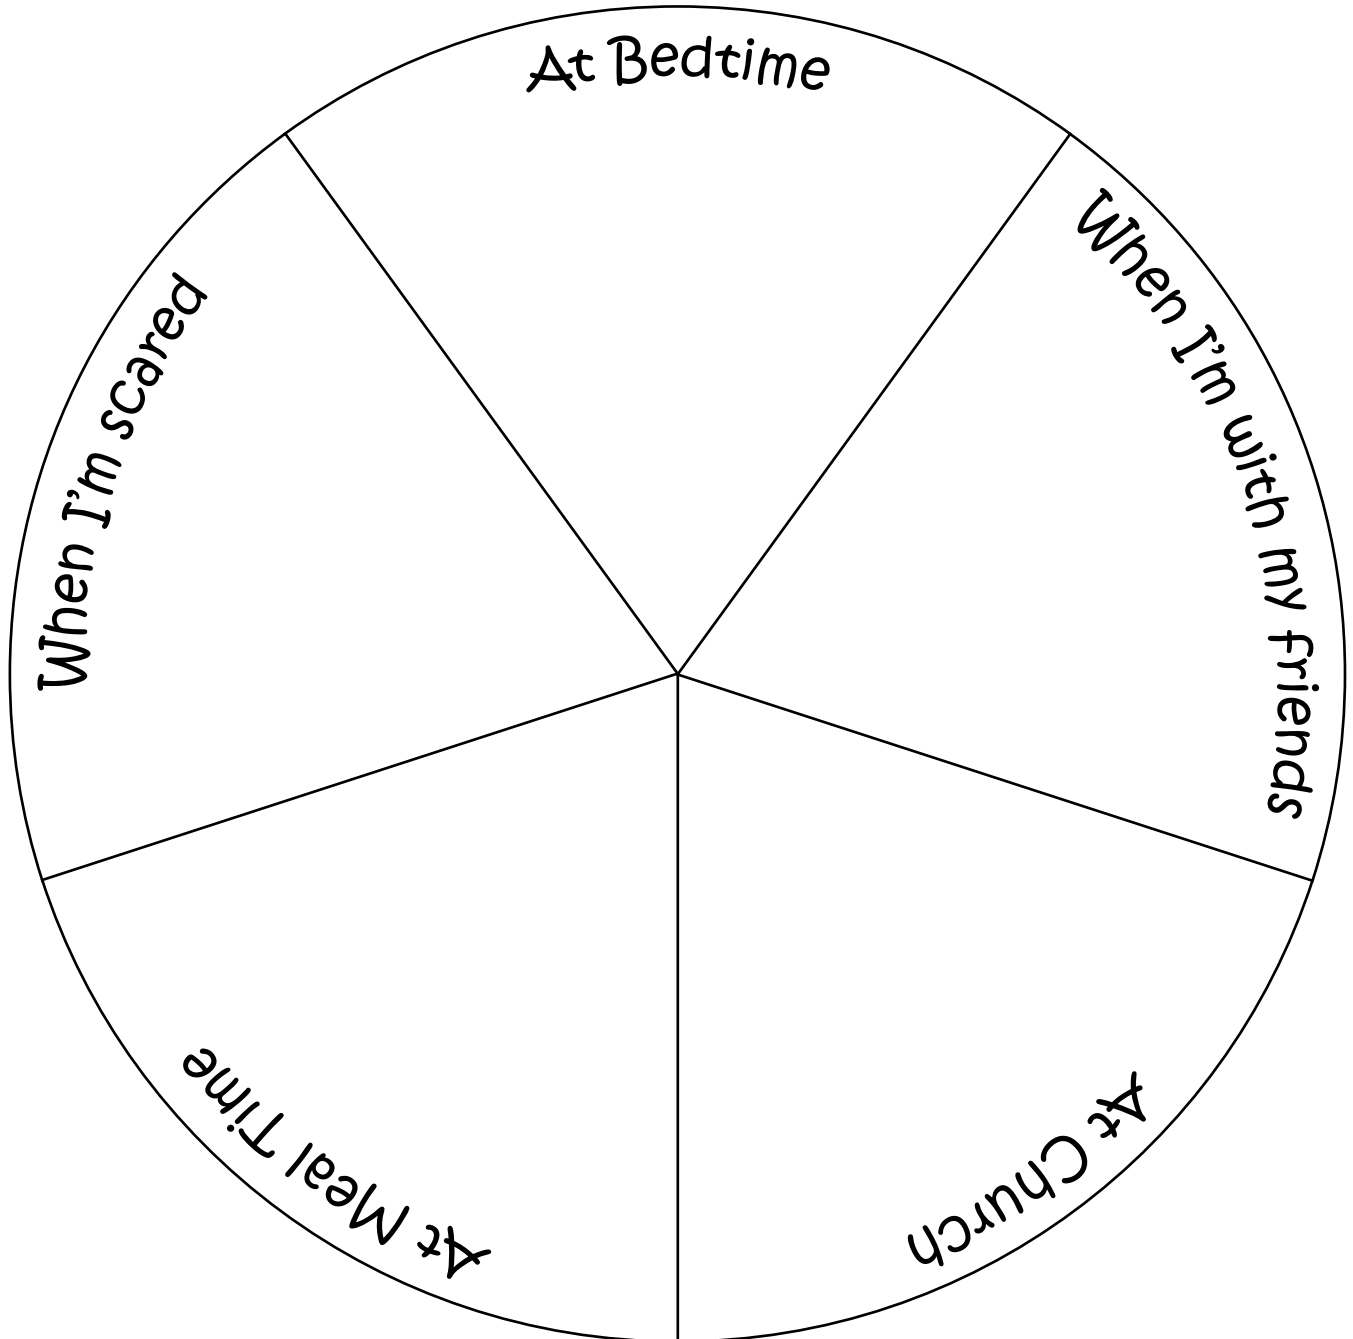 At Bedtime
When I'm with my friends
At Church
At Meal Time
When I'm scared